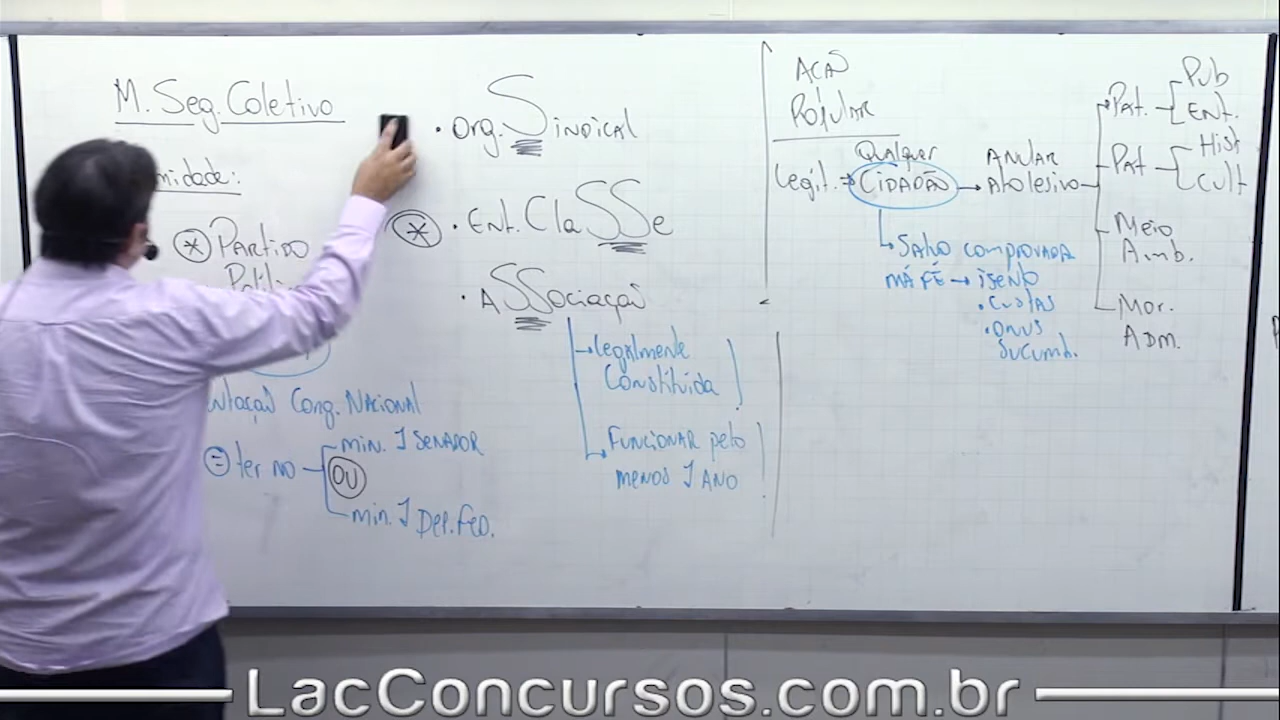 M. Seg. Coletivo
midade:
* Partido
Políti
ntação Cong. Nacional
= ter no
min. 1 Senador
OU
min. 1 Dep. Fed.
• Org. Sindical
* • Ent. ClaSSe
• ASSociação
→ legalmente
Constituída
Funcionar pelo
menos 1 ano
Ação
Popular
Legit. → Qualquer
Cidadão → Anular
Ato lesivo
Salvo comprovada
má fé → isento
• custas
• ônus
sucumb.
Pat.
Pub
Ent.
Pat
Hist
Cult
Meio
Amb.
Mor.
Adm.
LacConcursos.com.br